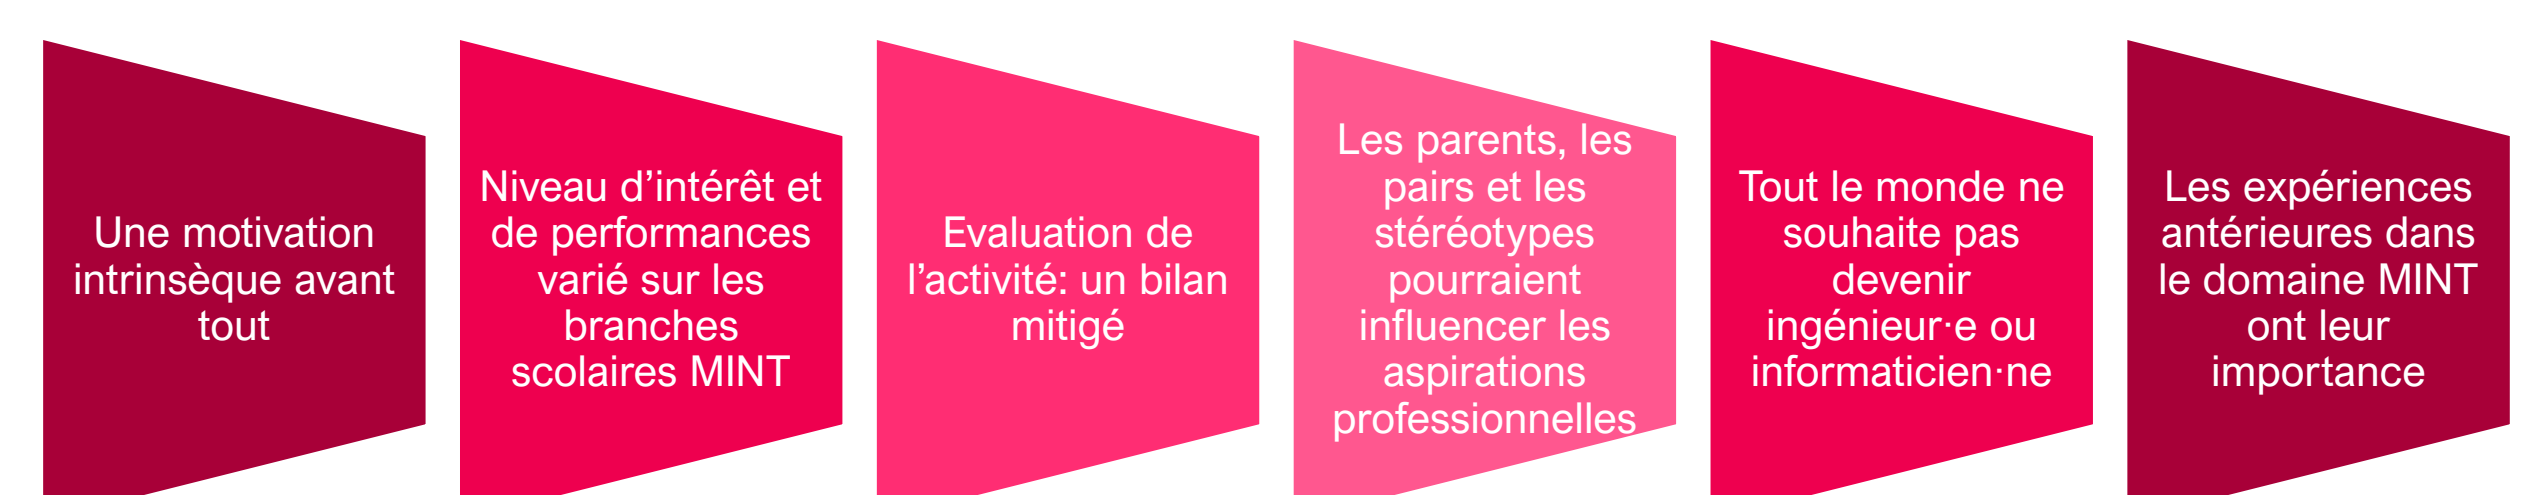 Une motivation
intrinsèque avant
tout
Niveau d’intérêt et
de performances
varié sur les
branches
scolaires MINT
Evaluation de
l’activité: un bilan
mitigé
Les parents, les
pairs et les
stéréotypes
pourraient
influencer les
aspirations
professionnelles
Tout le monde ne
souhaite pas
devenir
ingénieur·e ou
informaticien·ne
Les expériences
antérieures dans
le domaine MINT
ont leur
importance